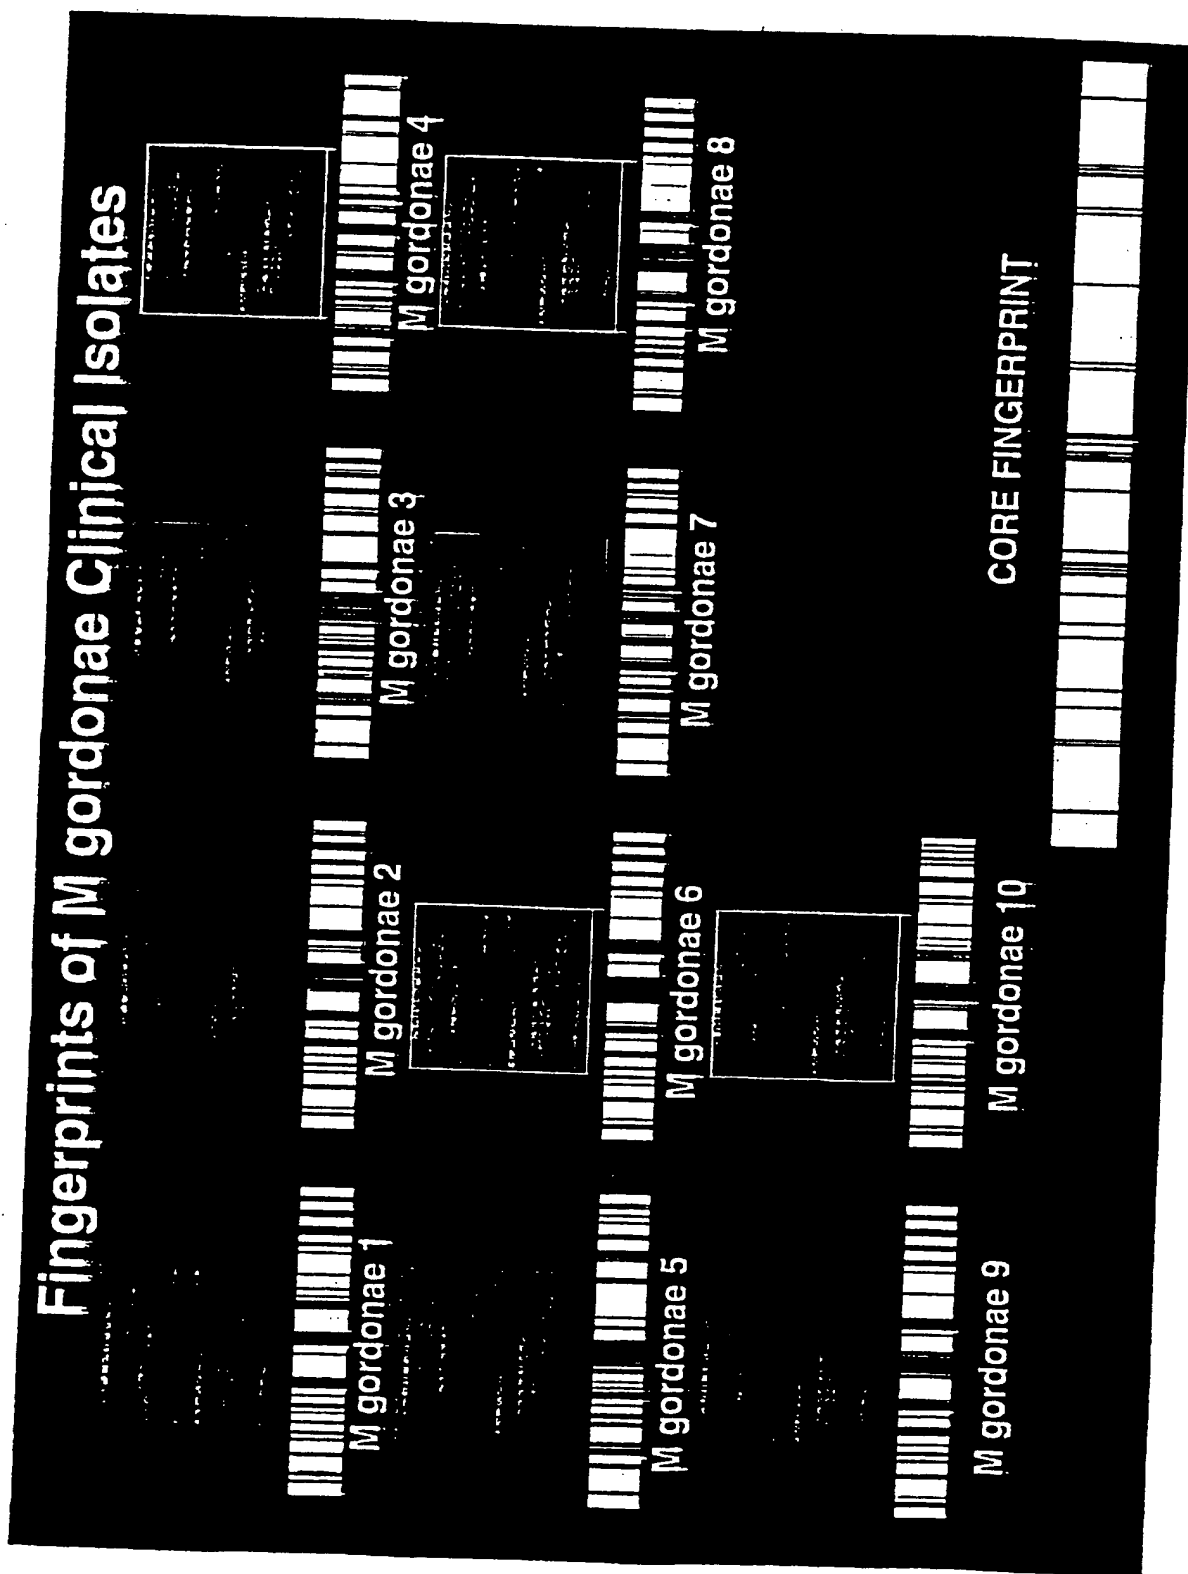 Fingerprints of M gordonae Clinical Isolates
M gordonae 1
M gordonae 2
M gordonae 3
M gordonae 4
M gordonae 5
M gordonae 6
M gordonae 7
M gordonae 8
M gordonae 9
M gordonae 10
CORE FINGERPRINT